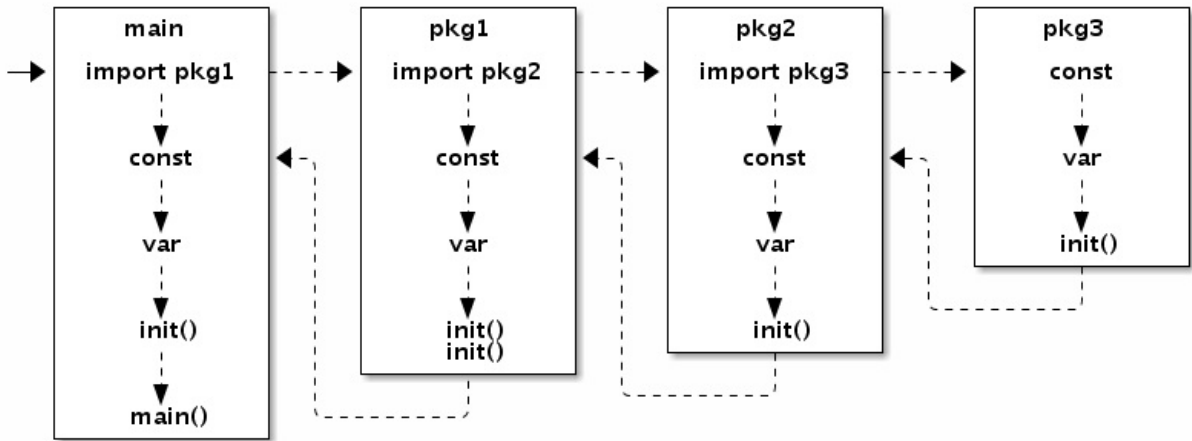 main
import pkg1
const
var
init()
main()
pkg1
import pkg2
const
var
init()
init()
pkg2
import pkg3
const
var
init()
pkg3
const
var
init()